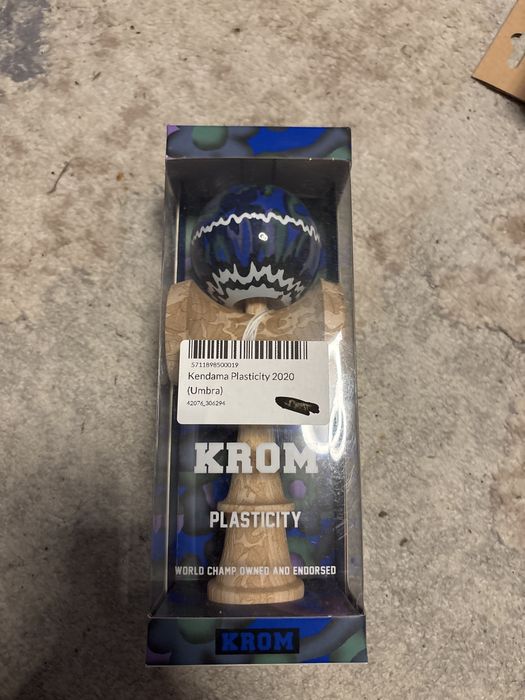 5711898500019
Kendama Plasticity 2020
(Umbra)
42076_306294
KROM
PLASTICITY
WORLD CHAMP OWNED AND ENDORSED
KROM